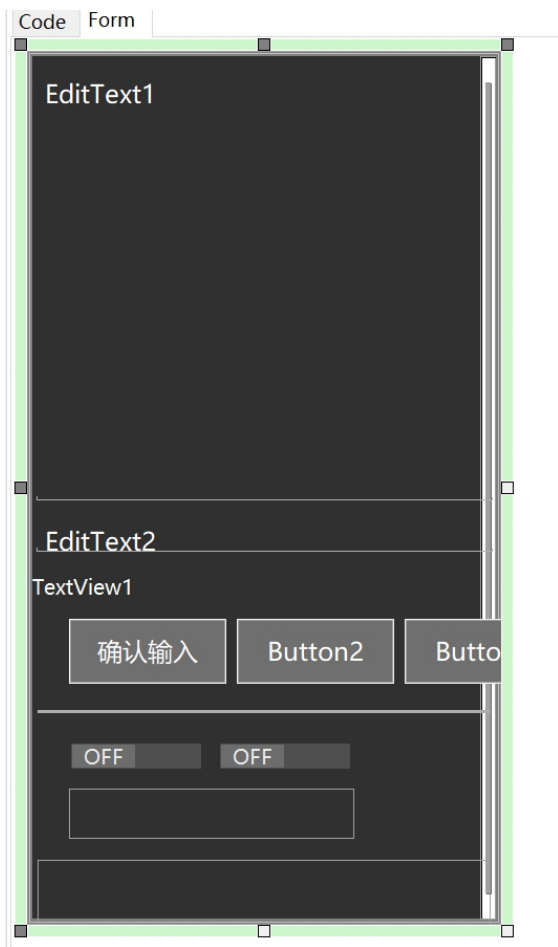 Code Form
EditText1
EditText2
TextView1
确认输入 Button2 Butto
OFF OFF